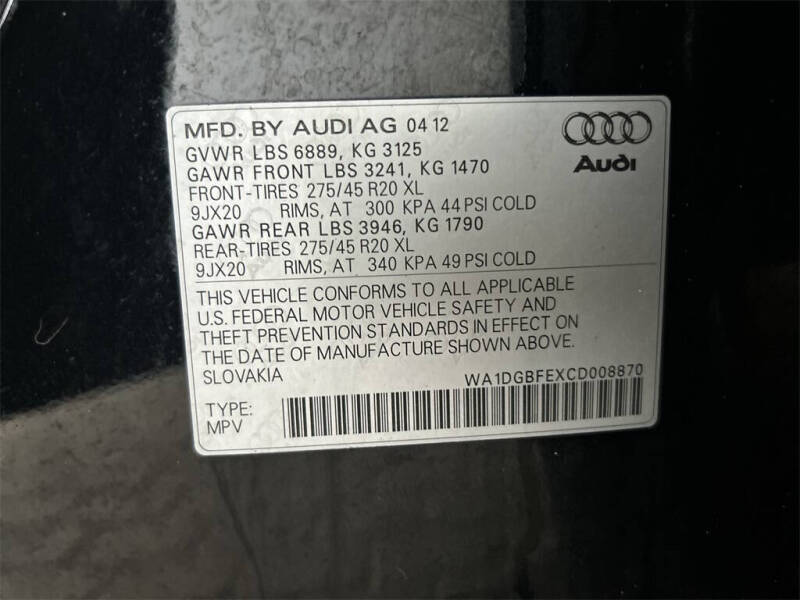 MFD. BY AUDI AG 04 12
GVWR LBS 6889, KG 3125
GAWR FRONT LBS 3241, KG 1470
FRONT-TIRES 275/45 R20 XL
9JX20 RIMS, AT 300 KPA 44 PSI COLD
GAWR REAR LBS 3946, KG 1790
REAR-TIRES 275/45 R20 XL
9JX20 RIMS, AT 340 KPA 49 PSI COLD
Audi
THIS VEHICLE CONFORMS TO ALL APPLICABLE
U.S. FEDERAL MOTOR VEHICLE SAFETY AND
THEFT PREVENTION STANDARDS IN EFFECT ON
THE DATE OF MANUFACTURE SHOWN ABOVE.
SLOVAKIA WA1DGBFEXCD008870
TYPE:
MPV